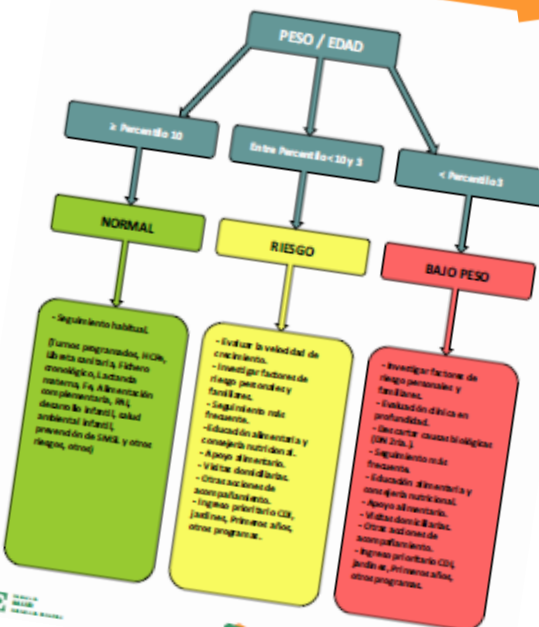 PESO / EDAD
≥ Percentilo 10
Entre Percentilo <10 y 3
< Percentilo 3
NORMAL
RIESGO
BAJO PESO
- Seguimiento habitual.
(Turnos programados, HCPB,
Libreta sanitaria, Fichero
cronológico, Lactancia
materna, Fe, Alimentación
complementaria,
desarrollo infantil, salud
ambiental infantil,
prevención de SMSL y otros
riesgos, otros)
- Evaluar la velocidad de
crecimiento.
- Investigar factores de
riesgo personales y
familiares.
- Seguimiento más
frecuente.
-Educación alimentaria y
consejería nutricional.
- Apoyo alimentario.
- Visitas domiciliarias.
- Otras acciones de
acompañamiento.
- Ingreso prioritario CDI,
jardines, Primeros años,
otros programas.
- Investigar factores de
riesgo personales y
familiares.
- Evaluación clínica en
profundidad.
- Descartar causas biológicas
(DN 2ria.).
- Seguimiento más
frecuente.
- Educación alimentaria y
consejería nutricional.
- Apoyo alimentario.
- Visitas domiciliarias.
- Otras acciones de
acompañamiento.
- Ingreso prioritario CDI,
jardines, Primeros años,
otros programas.